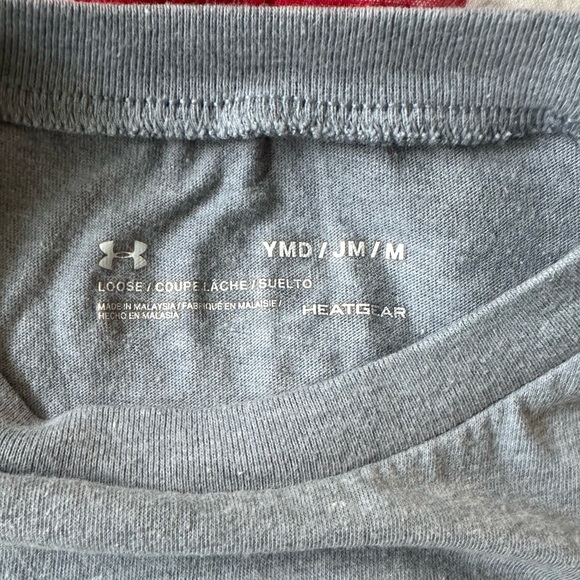 YMD / JM / M
LOOSE / COUPE LÂCHE / SUELTO
MADE IN MALAYSIA / FABRIQUÉ EN MALAISIE /
HECHO EN MALASIA
HEATGEAR